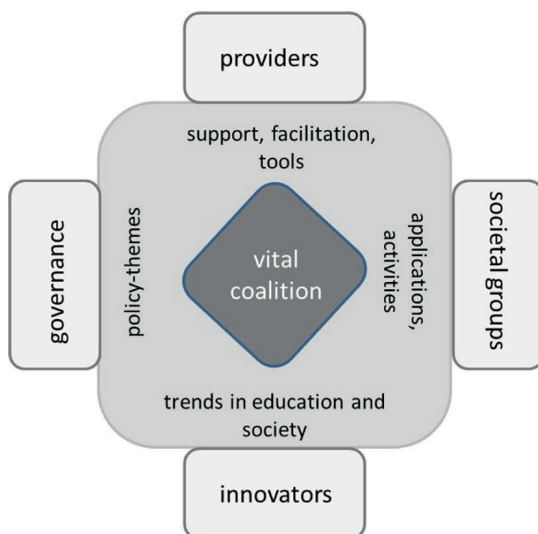 providers
support, facilitation,
tools
governance
policy-themes
vital
coalition
applications,
activities
societal groups
trends in education and
society
innovators